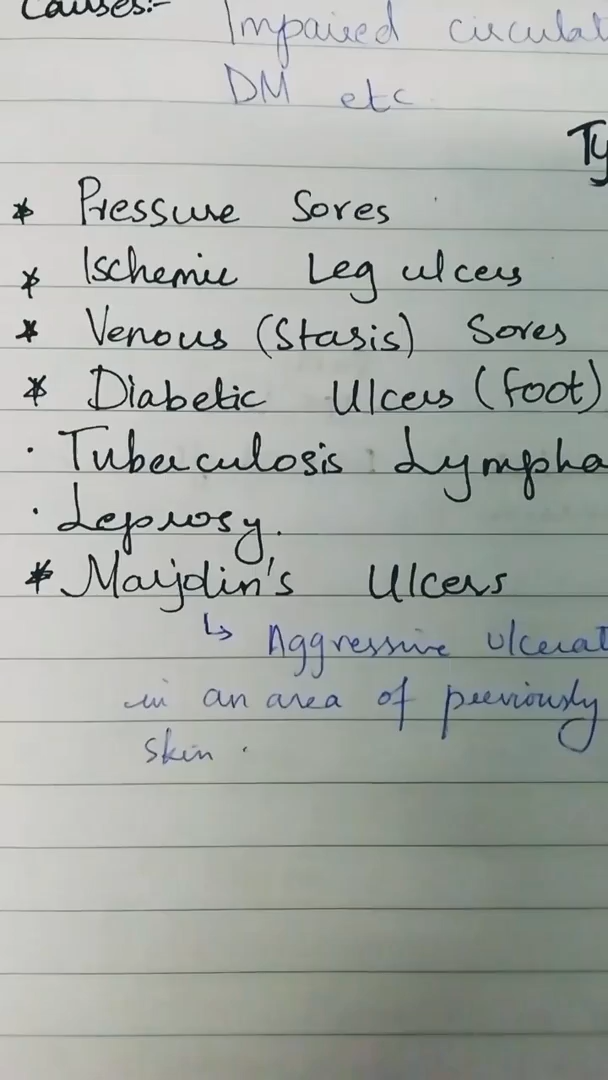 Causes:-
Impaired circulat
DM etc
Ty
* Pressure Sores
* Ischemic Leg ulcers
* Venous (Stasis) Sores
* Diabetic Ulcers (foot)
· Tuberculosis Lympha
· Leprosy.
* Marjolin's Ulcers
↳ Aggressive ulcerat
in an area of previously
skin.